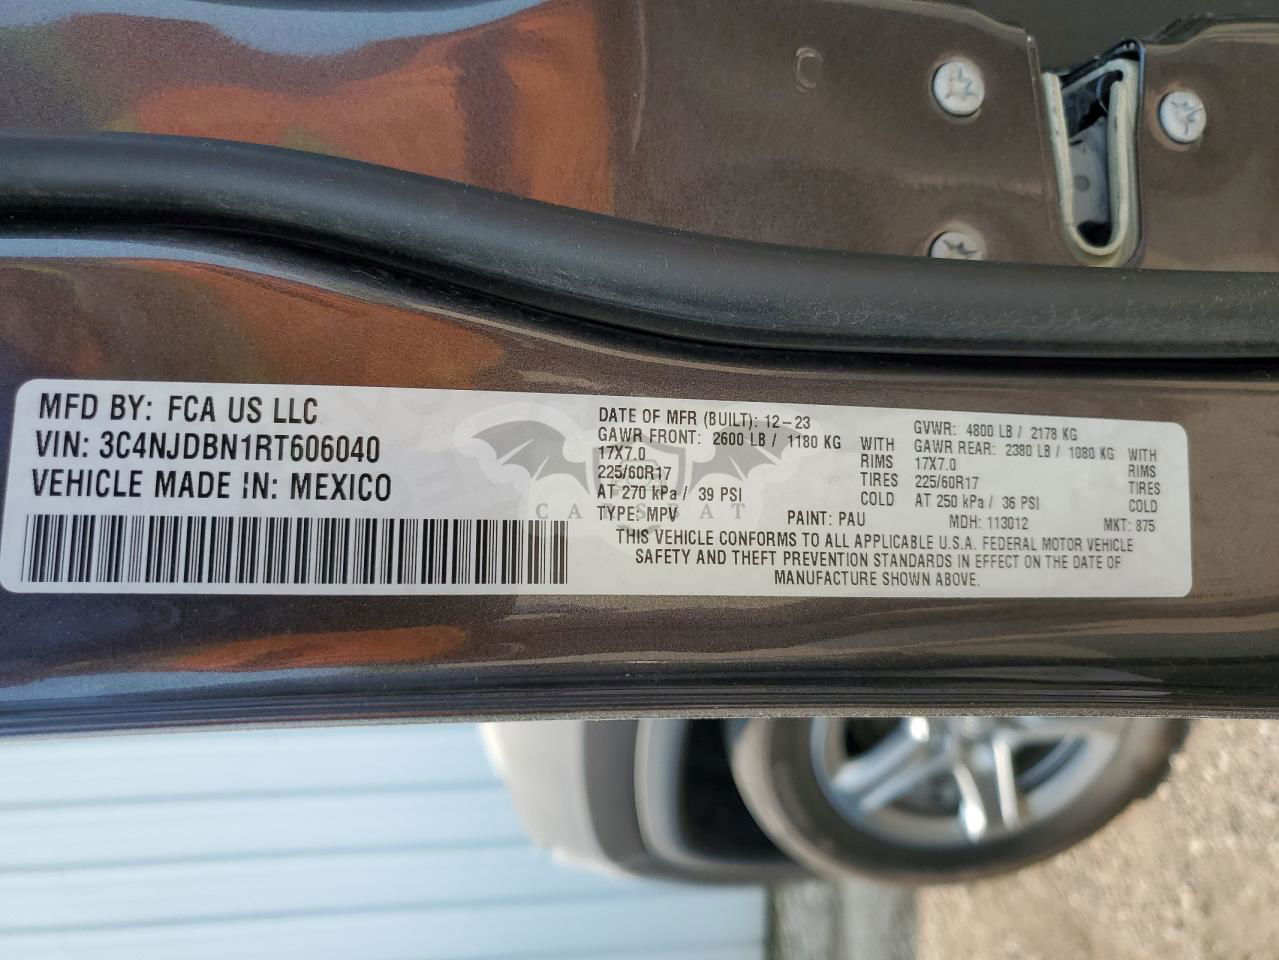 MFD BY: FCA US LLC
VIN: 3C4NJDBN1RT606040
VEHICLE MADE IN: MEXICO
DATE OF MFR (BUILT): 12-23
GAWR FRONT: 2600 LB / 1180 KG WITH
17X7.0 RIMS
225/60R17 TIRES
AT 270 kPa / 39 PSI COLD
TYPE: MPV
GVWR: 4800 LB / 2178 KG
GAWR REAR: 2380 LB / 1080 KG WITH
17X7.0 RIMS
225/60R17 TIRES
AT 250 kPa / 36 PSI COLD
PAINT: PAU MDH: 113012 MKT: 875
THIS VEHICLE CONFORMS TO ALL APPLICABLE U.S.A. FEDERAL MOTOR VEHICLE
SAFETY AND THEFT PREVENTION STANDARDS IN EFFECT ON THE DATE OF
MANUFACTURE SHOWN ABOVE.